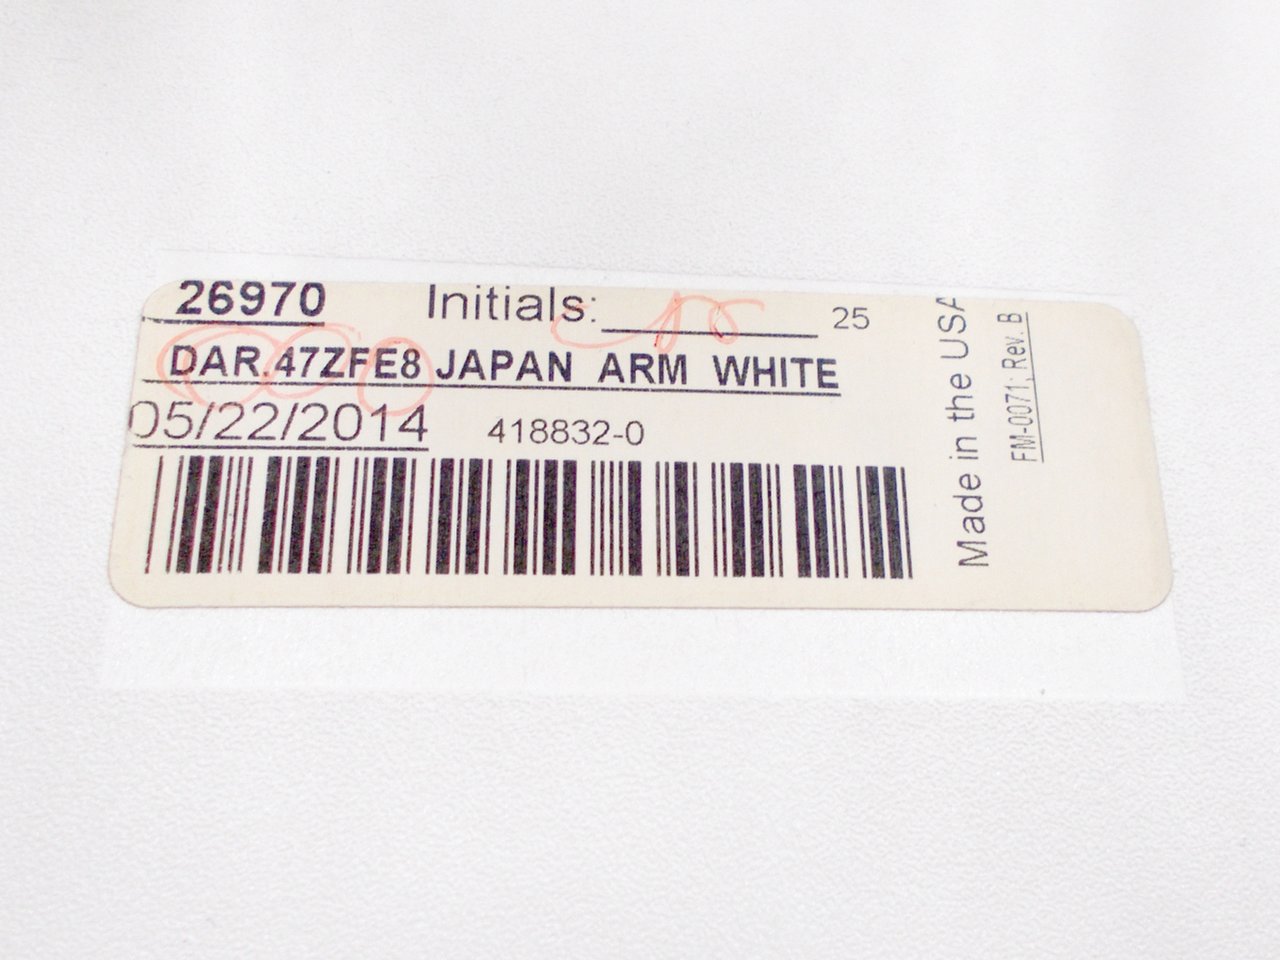 26970 Initials: 25
DAR.47ZFE8 JAPAN ARM WHITE
05/22/2014 418832-0
Made in the USA
FM-0071; Rev. B